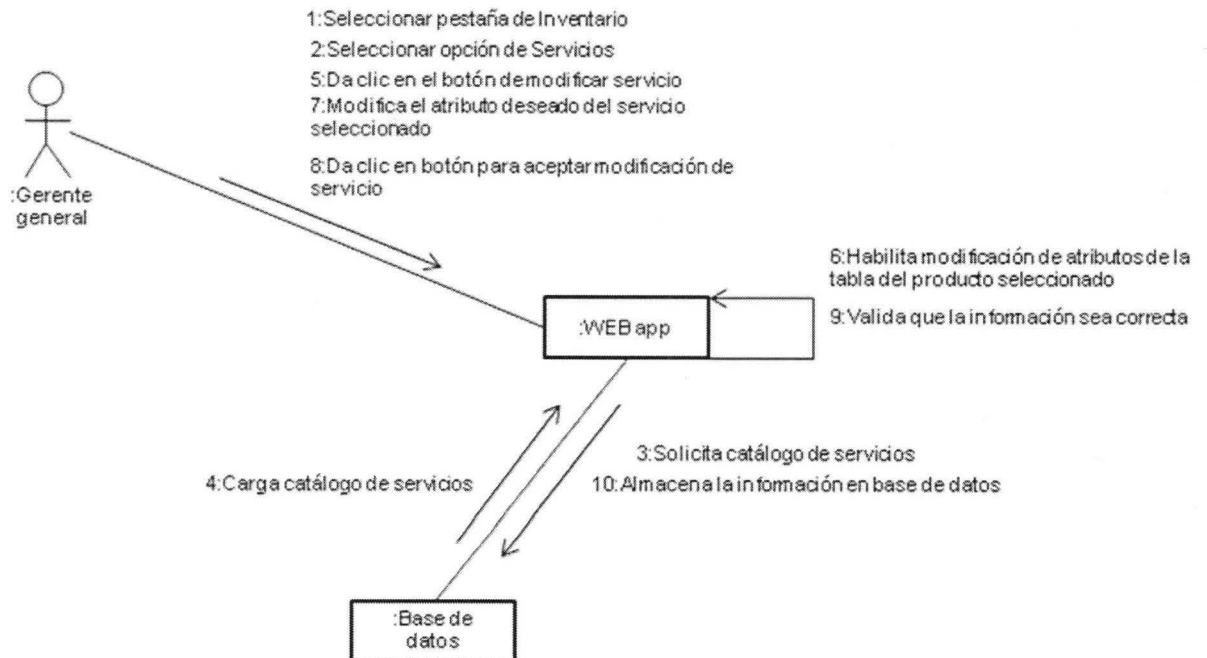 1:Seleccionar pestaña de Inventario
2:Seleccionar opción de Servicios
5:Da clic en el botón de modificar servicio
7:Modifica el atributo deseado del servicio
seleccionado
8:Da clic en botón para aceptar modificación de
servicio
:Gerente
general
6:Habilita modificación de atributos de la
tabla del producto seleccionado
:WEB app
9:Valida que la información sea correcta
3:Solicita catálogo de servicios
4:Carga catálogo de servicios
10:Almacena la información en base de datos
:Base de
datos